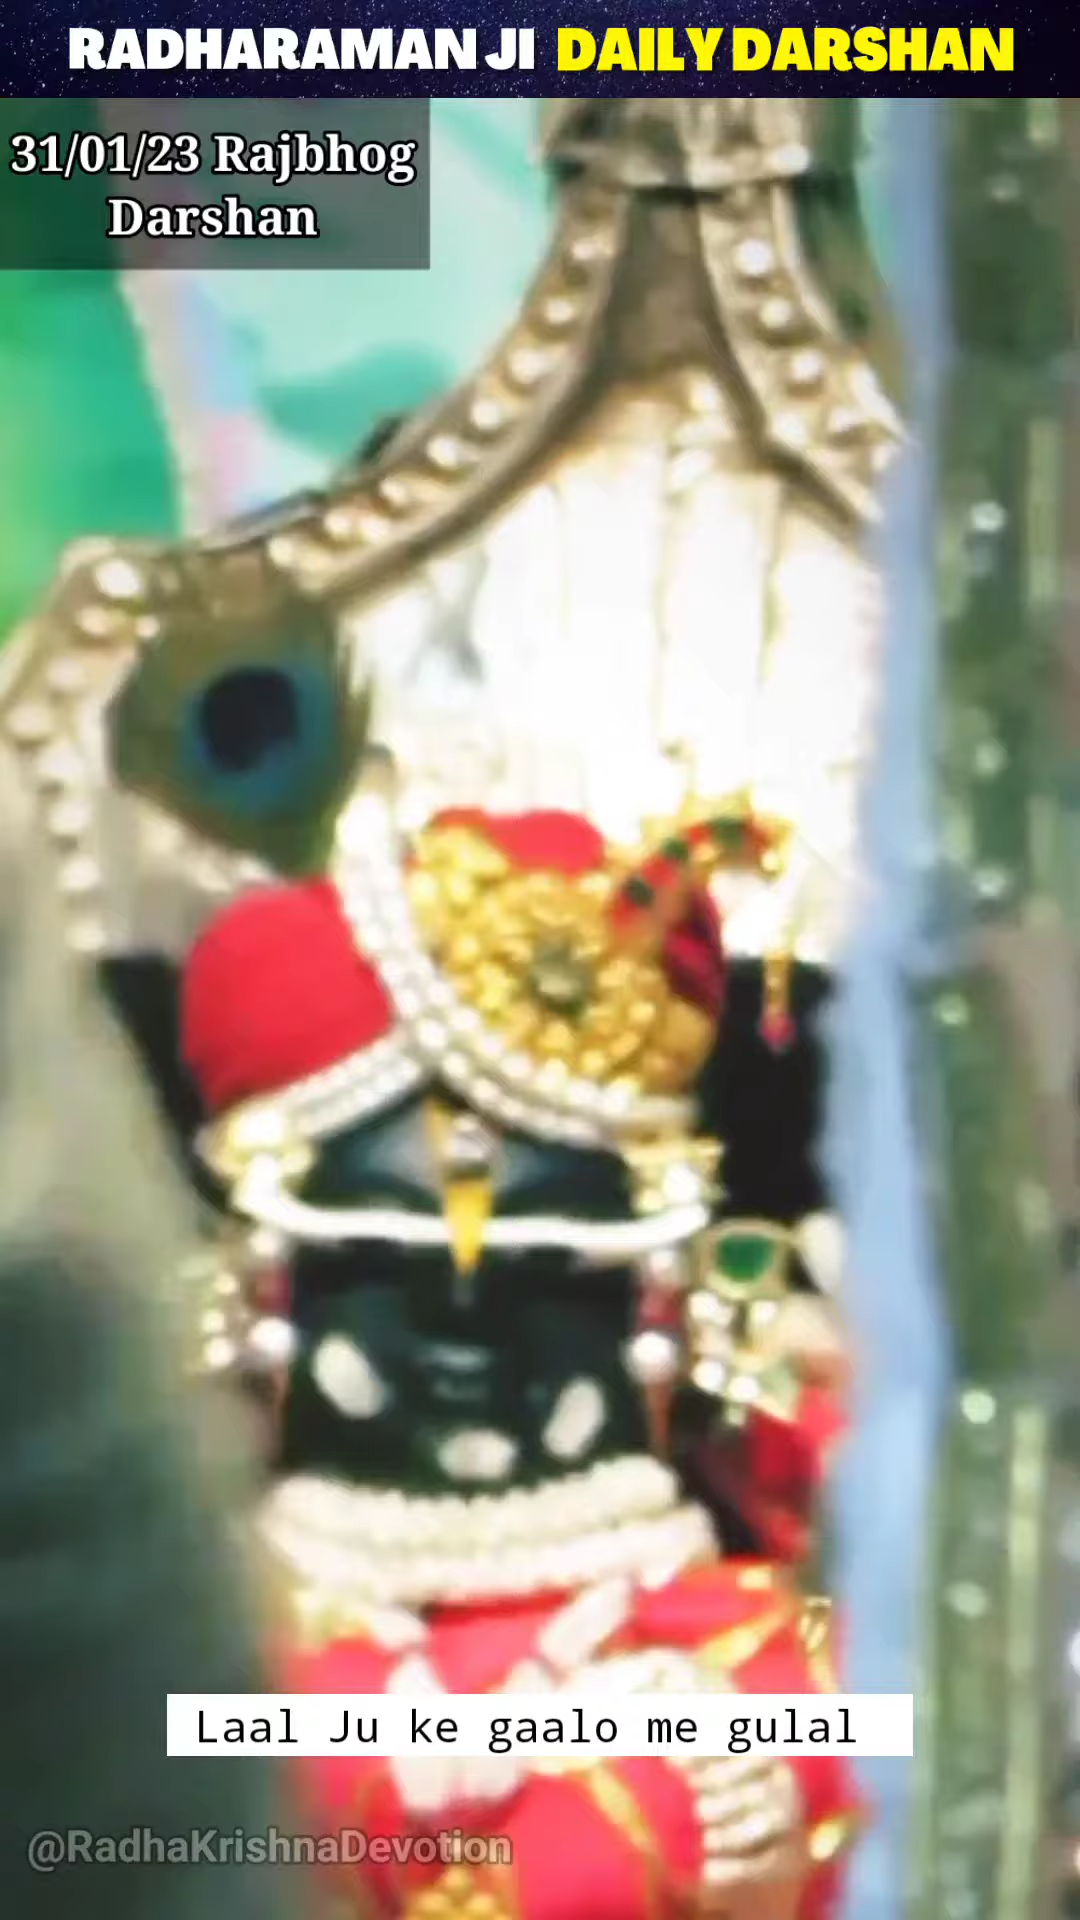 RADHARAMAN JI DAILY DARSHAN
31/01/23 Rajbhog
Darshan
Laal Ju ke gaalo me gulal
@RadhaKrishnaDevotion